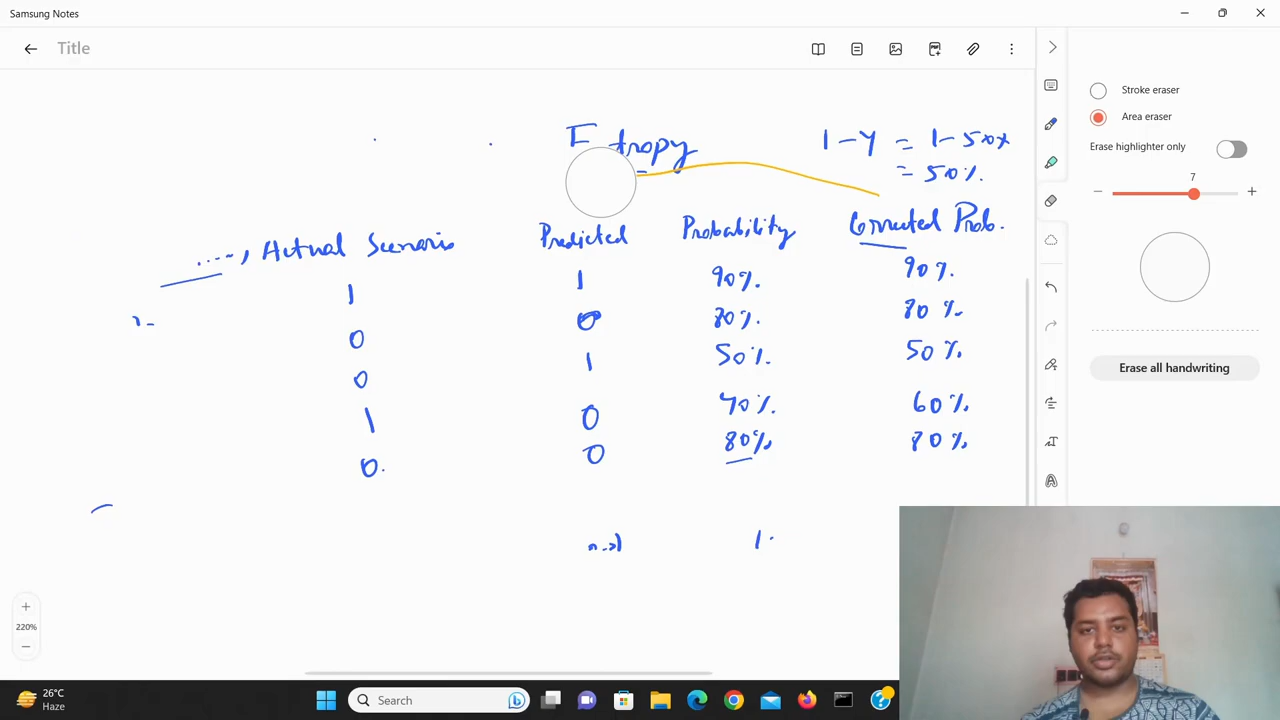 Samsung Notes
Title
Stroke eraser
Area eraser
Erase highlighter only
7
Erase all handwriting
tropy
1-Y = 1-50%
= 50%.
Actual Scenario Predicted Probability Corrected Prob.
1 1 90%. 90%.
0 0 80%. 80%.
0 1 50%. 50%.
1 0 40%. 60%.
0. 0 80%. 80%.
220%
26°C
Haze
Search